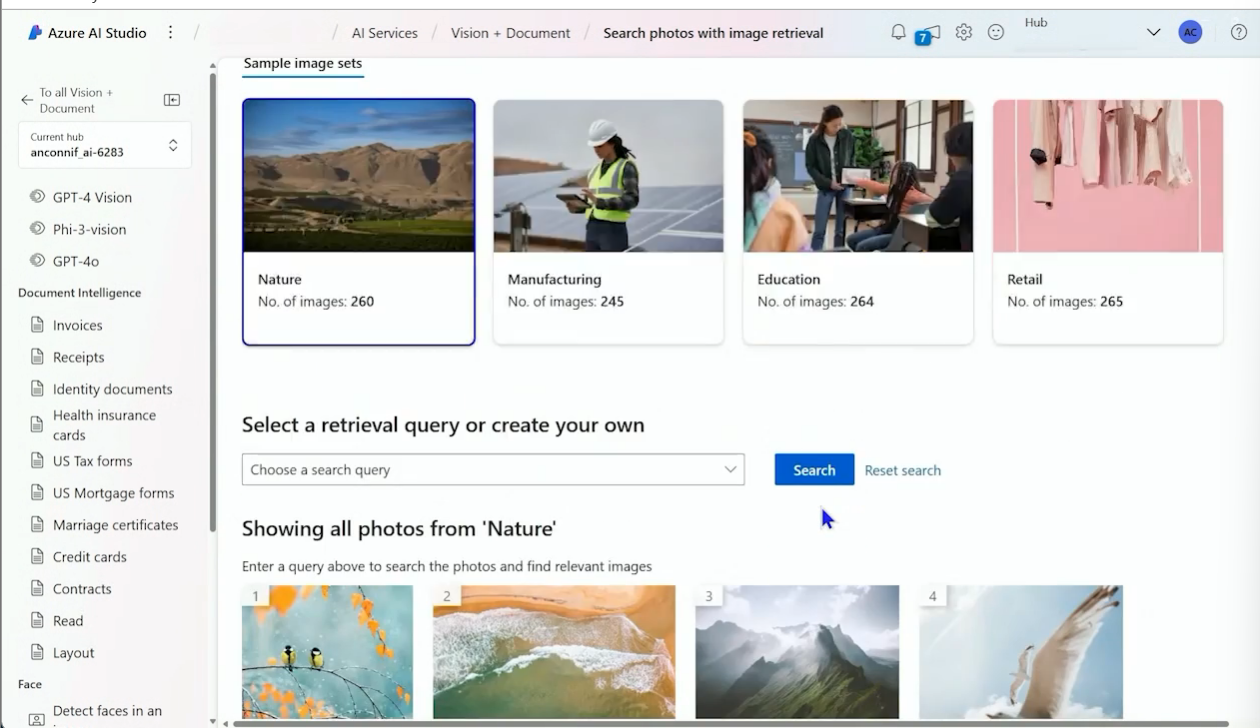 Azure AI Studio
/
/
AI Services
/
Vision + Document
/
Search photos with image retrieval
7
Hub
AC
To all Vision +
Document
Current hub
anconnif_ai-6283
GPT-4 Vision
Phi-3-vision
GPT-4o
Document Intelligence
Invoices
Receipts
Identity documents
Health insurance
cards
US Tax forms
US Mortgage forms
Marriage certificates
Credit cards
Contracts
Read
Layout
Face
Detect faces in an
Sample image sets
Nature
No. of images: 260
Manufacturing
No. of images: 245
Education
No. of images: 264
Retail
No. of images: 265
Select a retrieval query or create your own
Choose a search query
Search
Reset search
Showing all photos from 'Nature'
Enter a query above to search the photos and find relevant images
1
2
3
4